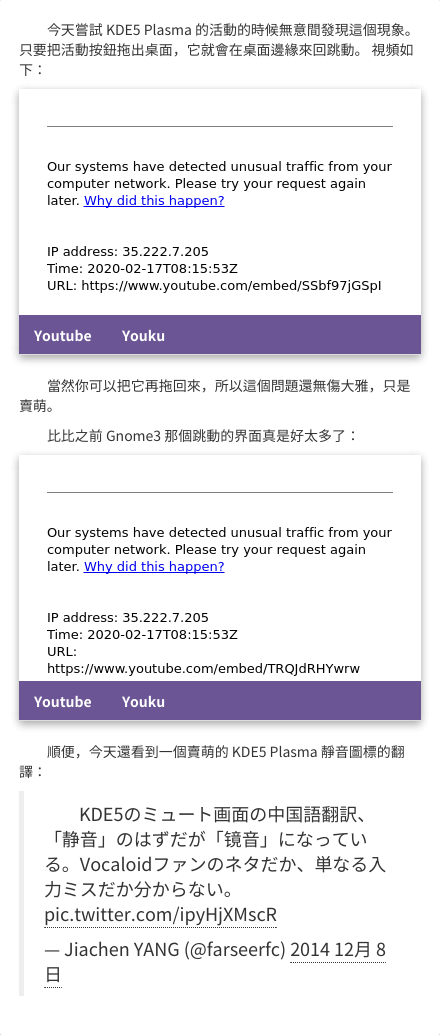 今天嘗試 KDE5 Plasma 的活動的時候無意間發現這個現象。
只要把活動按鈕拖出桌面，它就會在桌面邊緣來回跳動。 視頻如
下：
Our systems have detected unusual traffic from your
computer network. Please try your request again
later. Why did this happen?
IP address: 35.222.7.205
Time: 2020-02-17T08:15:53Z
URL: https://www.youtube.com/embed/SSbf97jGSpI
Youtube Youku
當然你可以把它再拖回來，所以這個問題還無傷大雅，只是
賣萌。
比比之前 Gnome3 那個跳動的界面真是好太多了：
Our systems have detected unusual traffic from your
computer network. Please try your request again
later. Why did this happen?
IP address: 35.222.7.205
Time: 2020-02-17T08:15:53Z
URL:
https://www.youtube.com/embed/TRQJdRHYwrw
Youtube Youku
順便，今天還看到一個賣萌的 KDE5 Plasma 靜音圖標的翻
譯：
KDE5のミュート画面の中国語翻訳、
「静音」のはずだが「镜音」になってい
る。Vocaloidファンのネタだか、単なる入
力ミスだか分からない。
pic.twitter.com/ipyHjXMscR
— Jiachen YANG (@farseerfc) 2014 12月 8
日